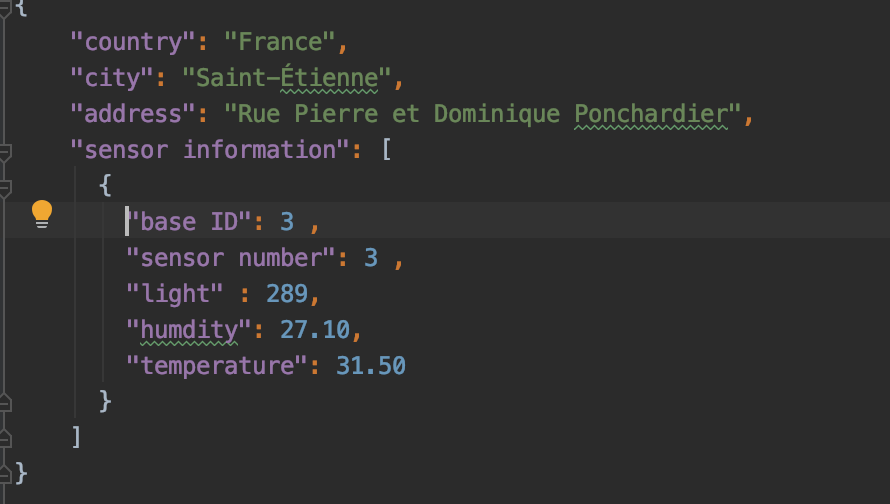 {
"country": "France",
"city": "Saint-Étienne",
"address": "Rue Pierre et Dominique Ponchardier",
"sensor information": [
{
"base ID": 3 ,
"sensor number": 3 ,
"light" : 289,
"humdity": 27.10,
"temperature": 31.50
}
]
}